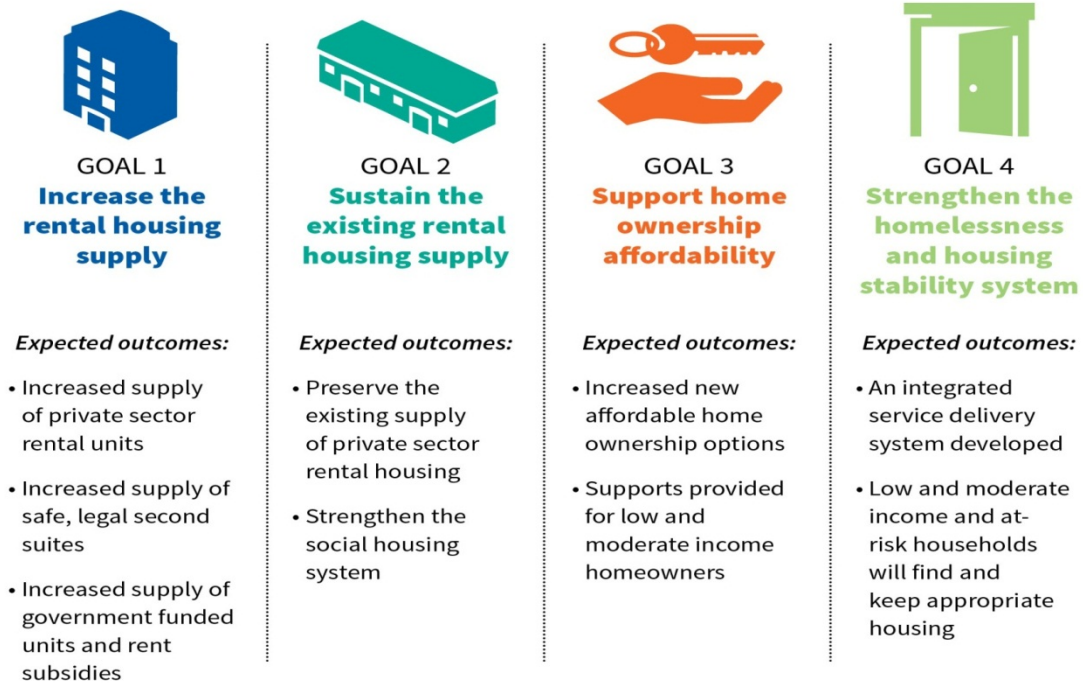 GOAL 1
Increase the
rental housing
supply
Expected outcomes:
• Increased supply
of private sector
rental units
• Increased supply of
safe, legal second
suites
• Increased supply of
government funded
units and rent
subsidies
GOAL 2
Sustain the
existing rental
housing supply
Expected outcomes:
• Preserve the
existing supply
of private sector
rental housing
• Strengthen the
social housing
system
GOAL 3
Support home
ownership
affordability
Expected outcomes:
• Increased new
affordable home
ownership options
• Supports provided
for low and
moderate income
homeowners
GOAL 4
Strengthen the
homelessness
and housing
stability system
Expected outcomes:
• An integrated
service delivery
system developed
• Low and moderate
income and at-
risk households
will find and
keep appropriate
housing